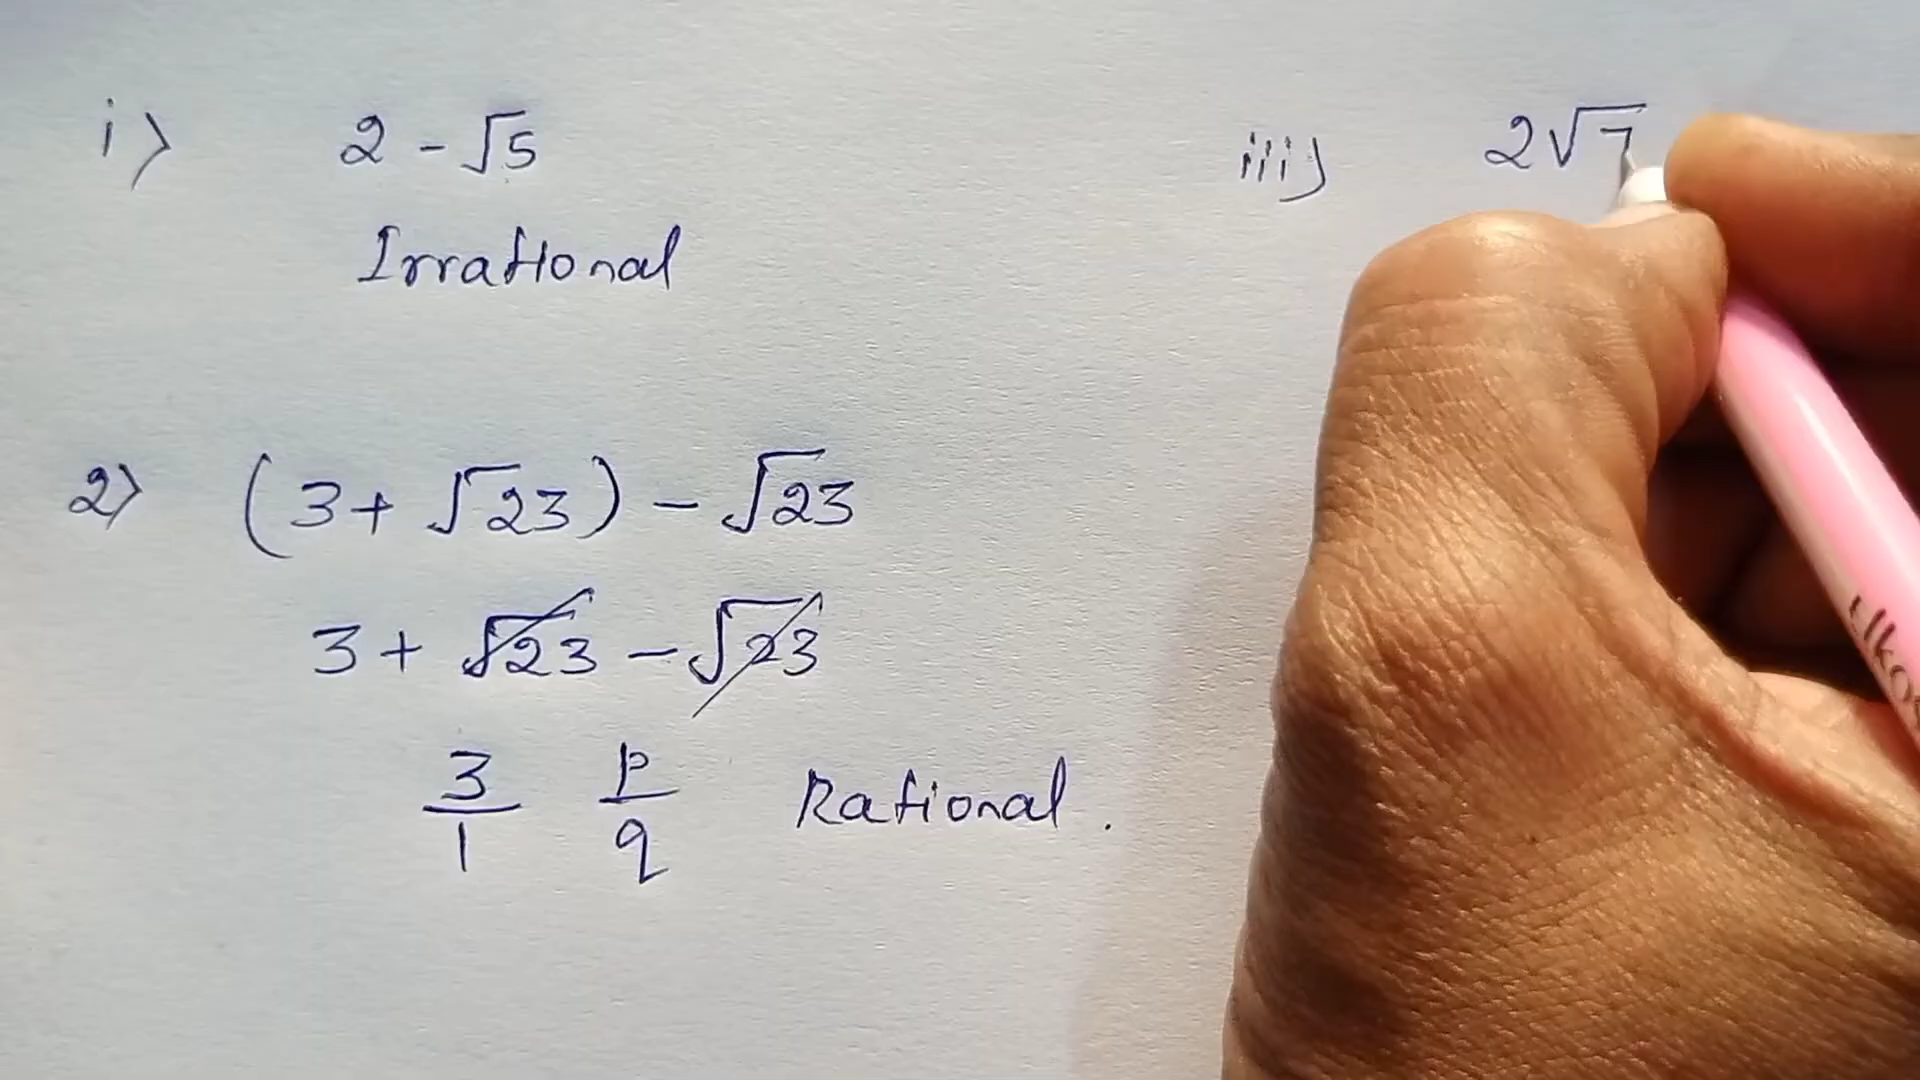 i) 2 - √5
Irrational
2) (3 + √23) - √23
3 + √23 - √23
3/1 p/q Rational.
iii) 2√7